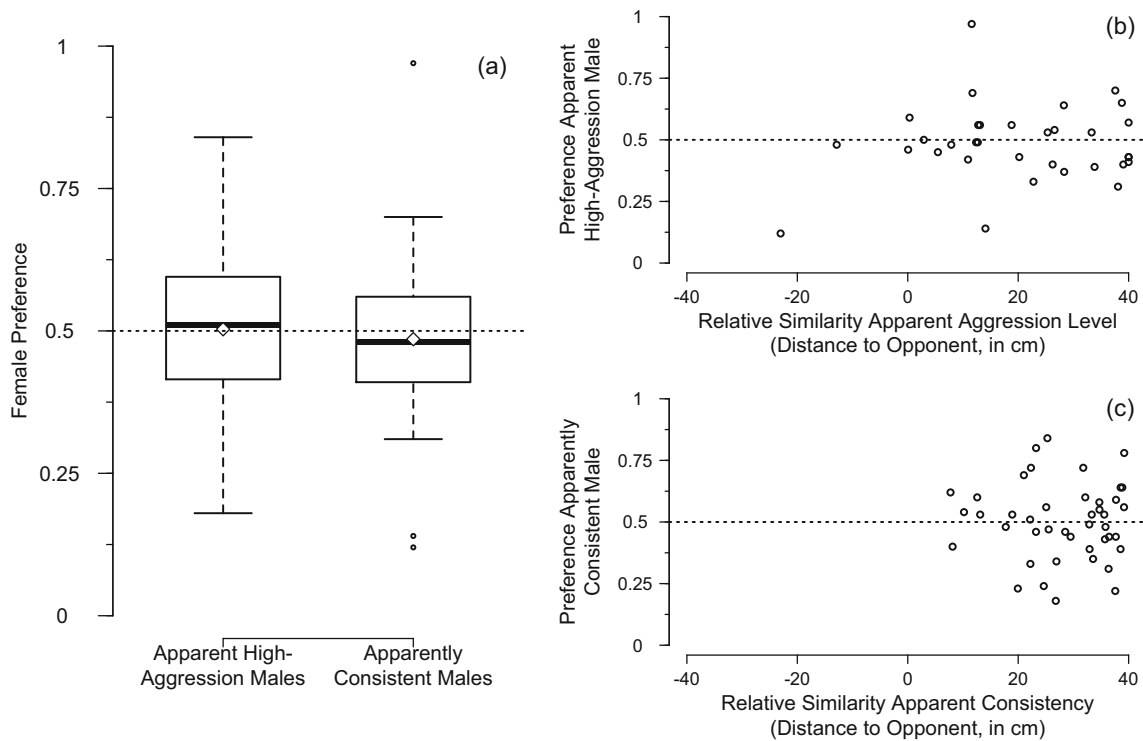 (a)
Female Preference
1
0.75
0.5
0.25
0
Apparent High-
Aggression Males
Apparently
Consistent Males
(b)
Preference Apparent
High-Aggression Male
1
0.75
0.5
0.25
0
-40
-20
0
20
40
Relative Similarity Apparent Aggression Level
(Distance to Opponent, in cm)
(c)
Preference Apparently
Consistent Male
1
0.75
0.5
0.25
0
-40
-20
0
20
40
Relative Similarity Apparent Consistency
(Distance to Opponent, in cm)